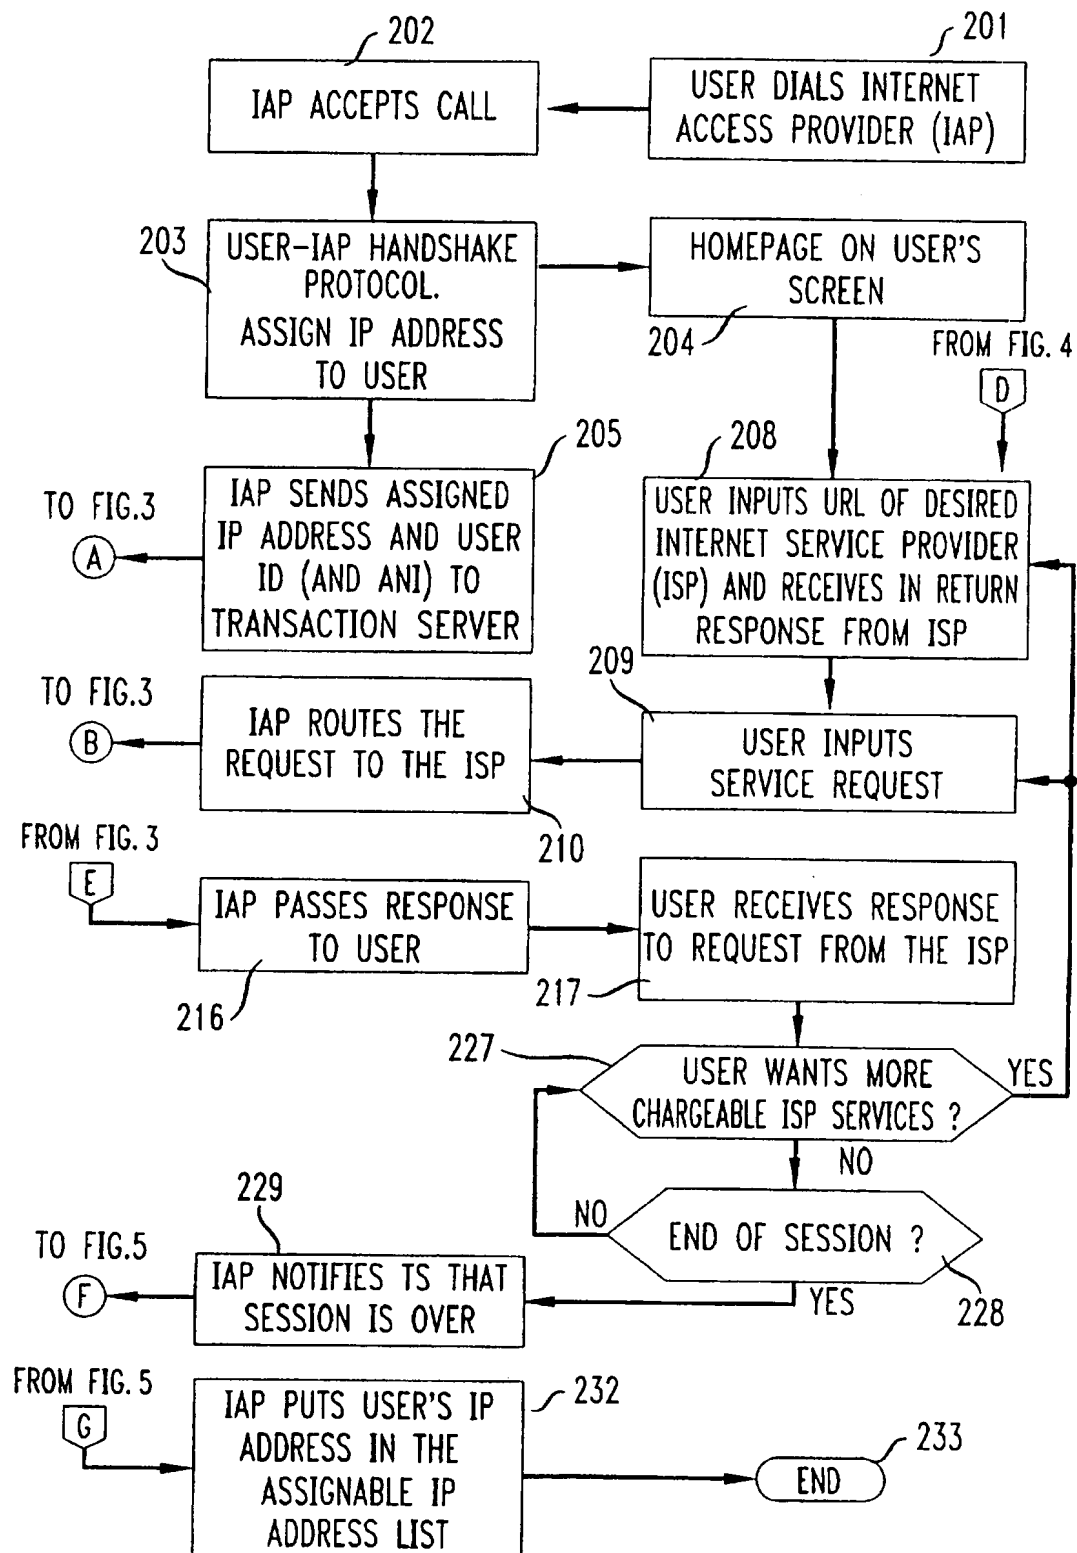 202
201
IAP ACCEPTS CALL
USER DIALS INTERNET
ACCESS PROVIDER (IAP)
203
USER-IAP HANDSHAKE
PROTOCOL.
ASSIGN IP ADDRESS
TO USER
HOMEPAGE ON USER'S
SCREEN
204
FROM FIG. 4
D
205
208
TO FIG.3
A
IAP SENDS ASSIGNED
IP ADDRESS AND USER
ID (AND ANI) TO
TRANSACTION SERVER
USER INPUTS URL OF DESIRED
INTERNET SERVICE PROVIDER
(ISP) AND RECEIVES IN RETURN
RESPONSE FROM ISP
209
TO FIG.3
B
IAP ROUTES THE
REQUEST TO THE ISP
210
USER INPUTS
SERVICE REQUEST
FROM FIG. 3
E
IAP PASSES RESPONSE
TO USER
216
USER RECEIVES RESPONSE
TO REQUEST FROM THE ISP
217
227
USER WANTS MORE
CHARGEABLE ISP SERVICES ?
YES
NO
NO
END OF SESSION ?
YES
228
229
TO FIG.5
F
IAP NOTIFIES TS THAT
SESSION IS OVER
FROM FIG. 5
G
IAP PUTS USER'S IP
ADDRESS IN THE
ASSIGNABLE IP
ADDRESS LIST
232
233
END